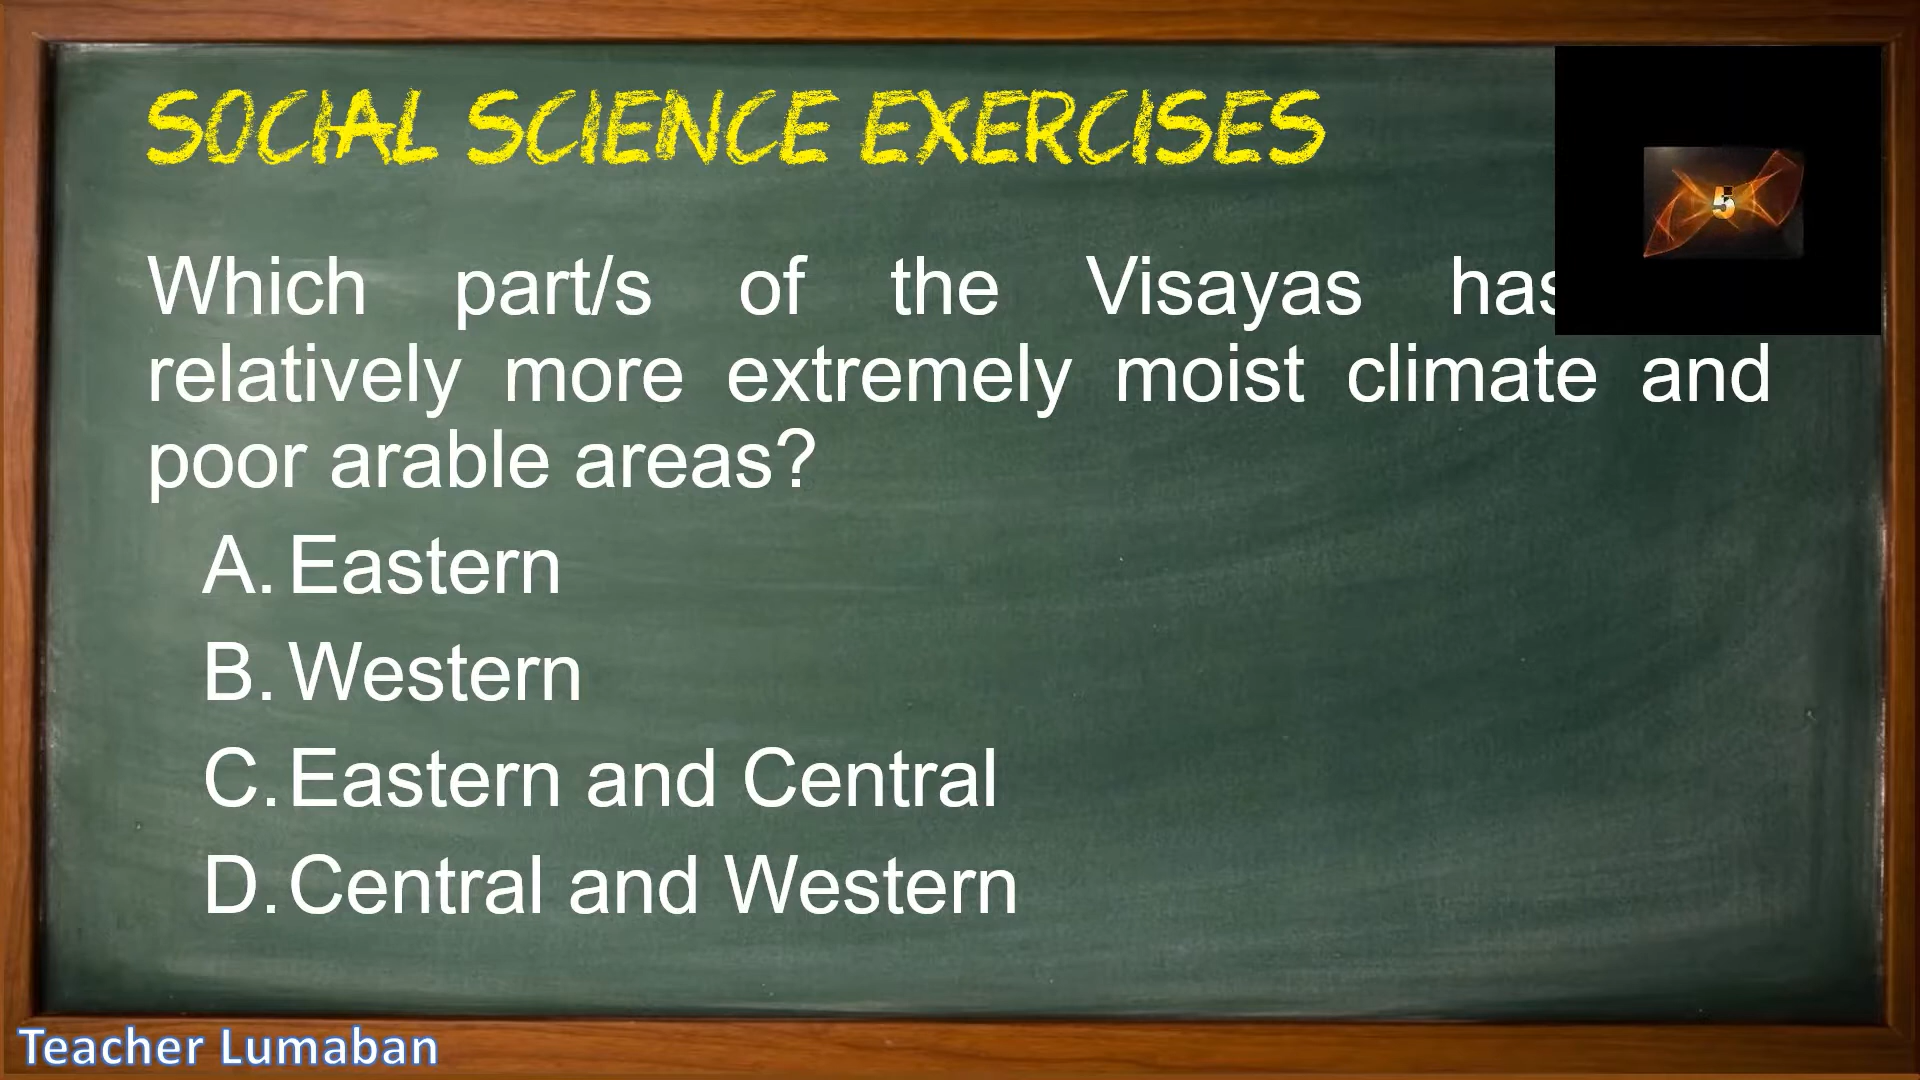 SOCIAL SCIENCE EXERCISES
5
Which part/s of the Visayas has
relatively more extremely moist climate and
poor arable areas?
A. Eastern
B. Western
C. Eastern and Central
D. Central and Western
Teacher Lumaban